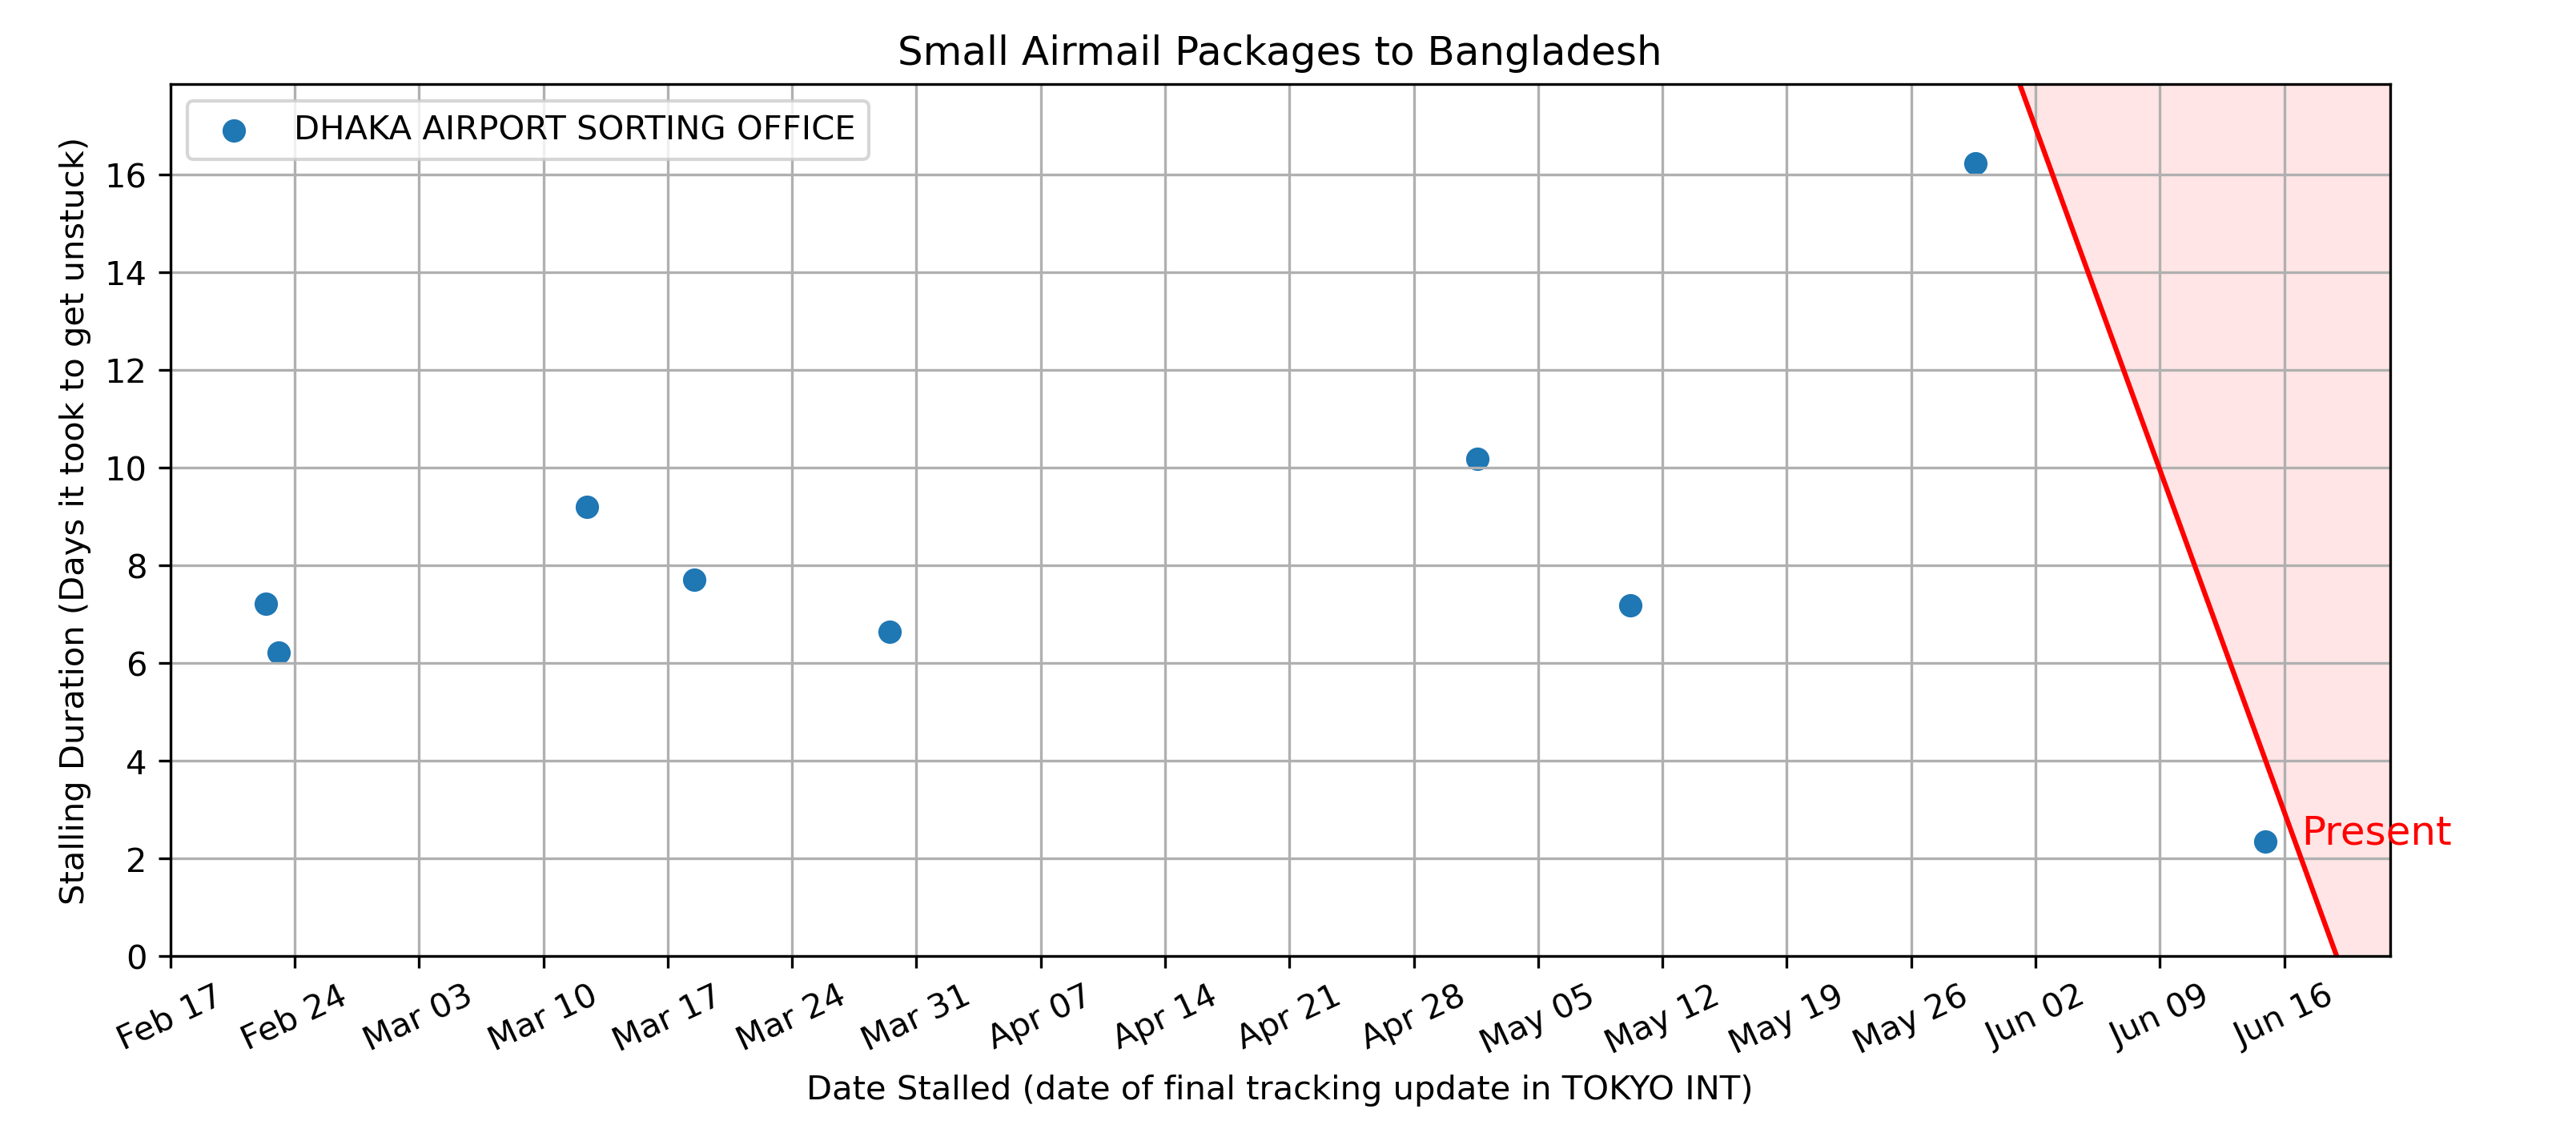 Small Airmail Packages to Bangladesh
DHAKA AIRPORT SORTING OFFICE
Stalling Duration (Days it took to get unstuck)
16
14
12
10
8
6
4
2
0
Present
Feb 17
Feb 24
Mar 03
Mar 10
Mar 17
Mar 24
Mar 31
Apr 07
Apr 14
Apr 21
Apr 28
May 05
May 12
May 19
May 26
Jun 02
Jun 09
Jun 16
Date Stalled (date of final tracking update in TOKYO INT)